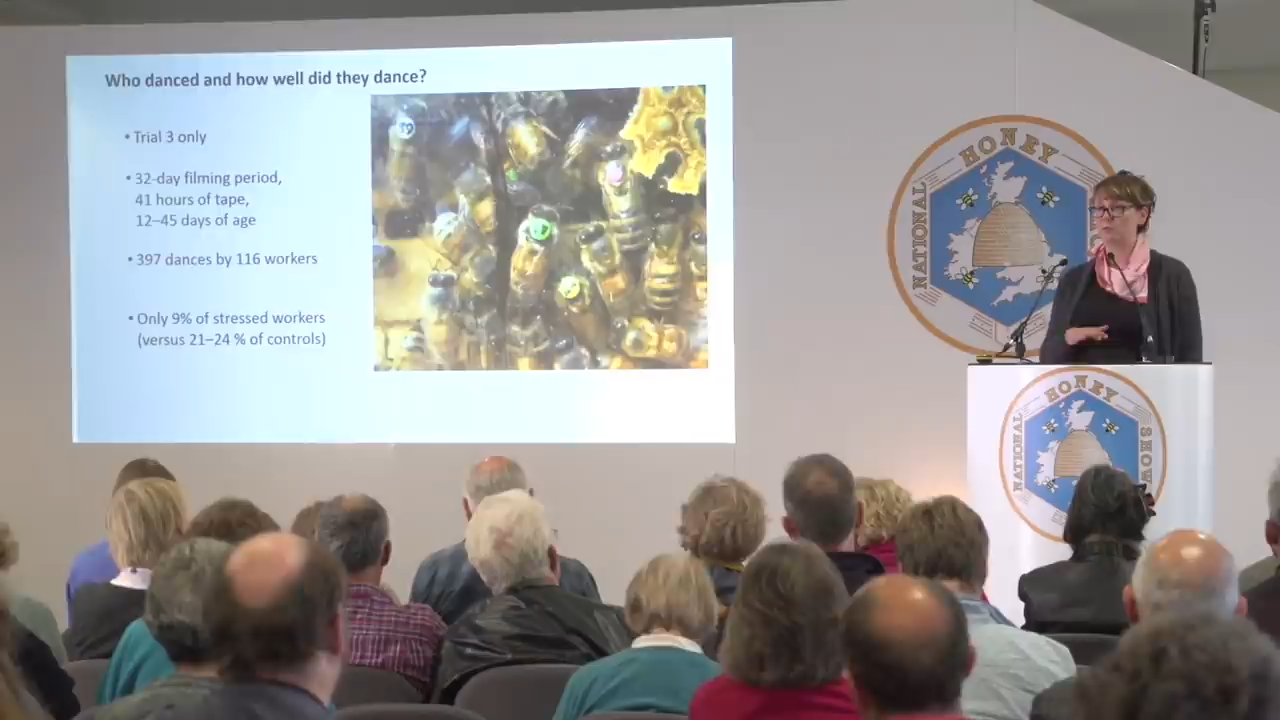 Who danced and how well did they dance?
• Trial 3 only
• 32-day filming period,
41 hours of tape,
12–45 days of age
• 397 dances by 116 workers
• Only 9% of stressed workers
(versus 21–24 % of controls)
NATIONAL
HONEY
NATIONAL
HONEY
SHOW